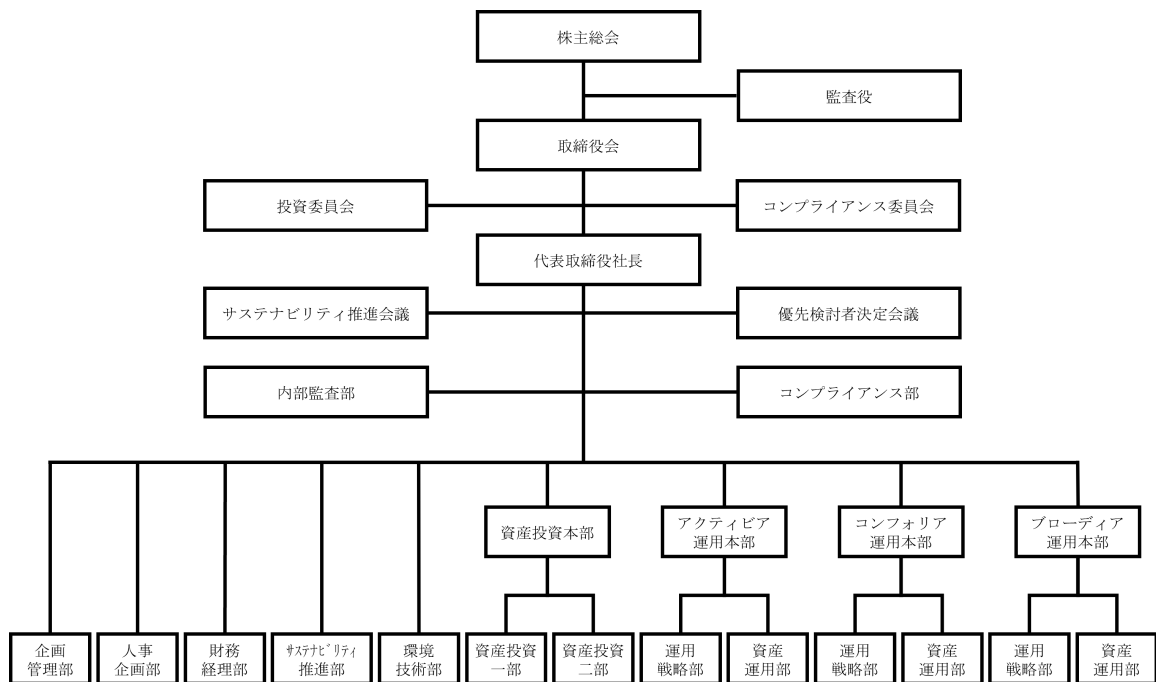 株主総会
監査役
取締役会
投資委員会
コンプライアンス委員会
代表取締役社長
サステナビリティ推進会議
優先検討者決定会議
内部監査部
コンプライアンス部
資産投資本部
アクティビア
運用本部
コンフォリア
運用本部
ブローディア
運用本部
企画
管理部
人事
企画部
財務
経理部
ｻｽﾃﾅﾋﾞﾘﾃｨ
推進部
環境
技術部
資産投資
一部
資産投資
二部
運用
戦略部
資産
運用部
運用
戦略部
資産
運用部
運用
戦略部
資産
運用部